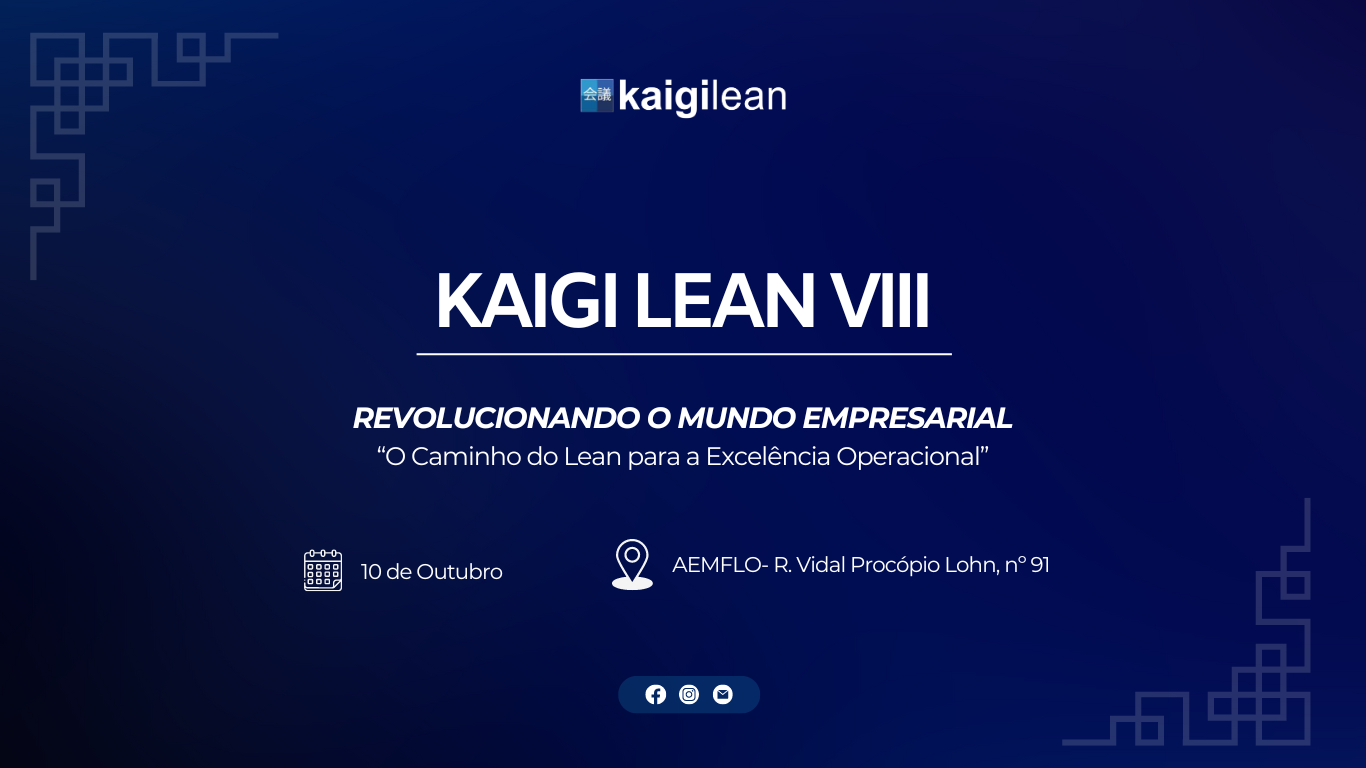 会議 kaigilean
KAIGI LEAN VIII
REVOLUCIONANDO O MUNDO EMPRESARIAL
“O Caminho do Lean para a Excelência Operacional”
10 de Outubro
AEMFLO- R. Vidal Procópio Lohn, nº 91